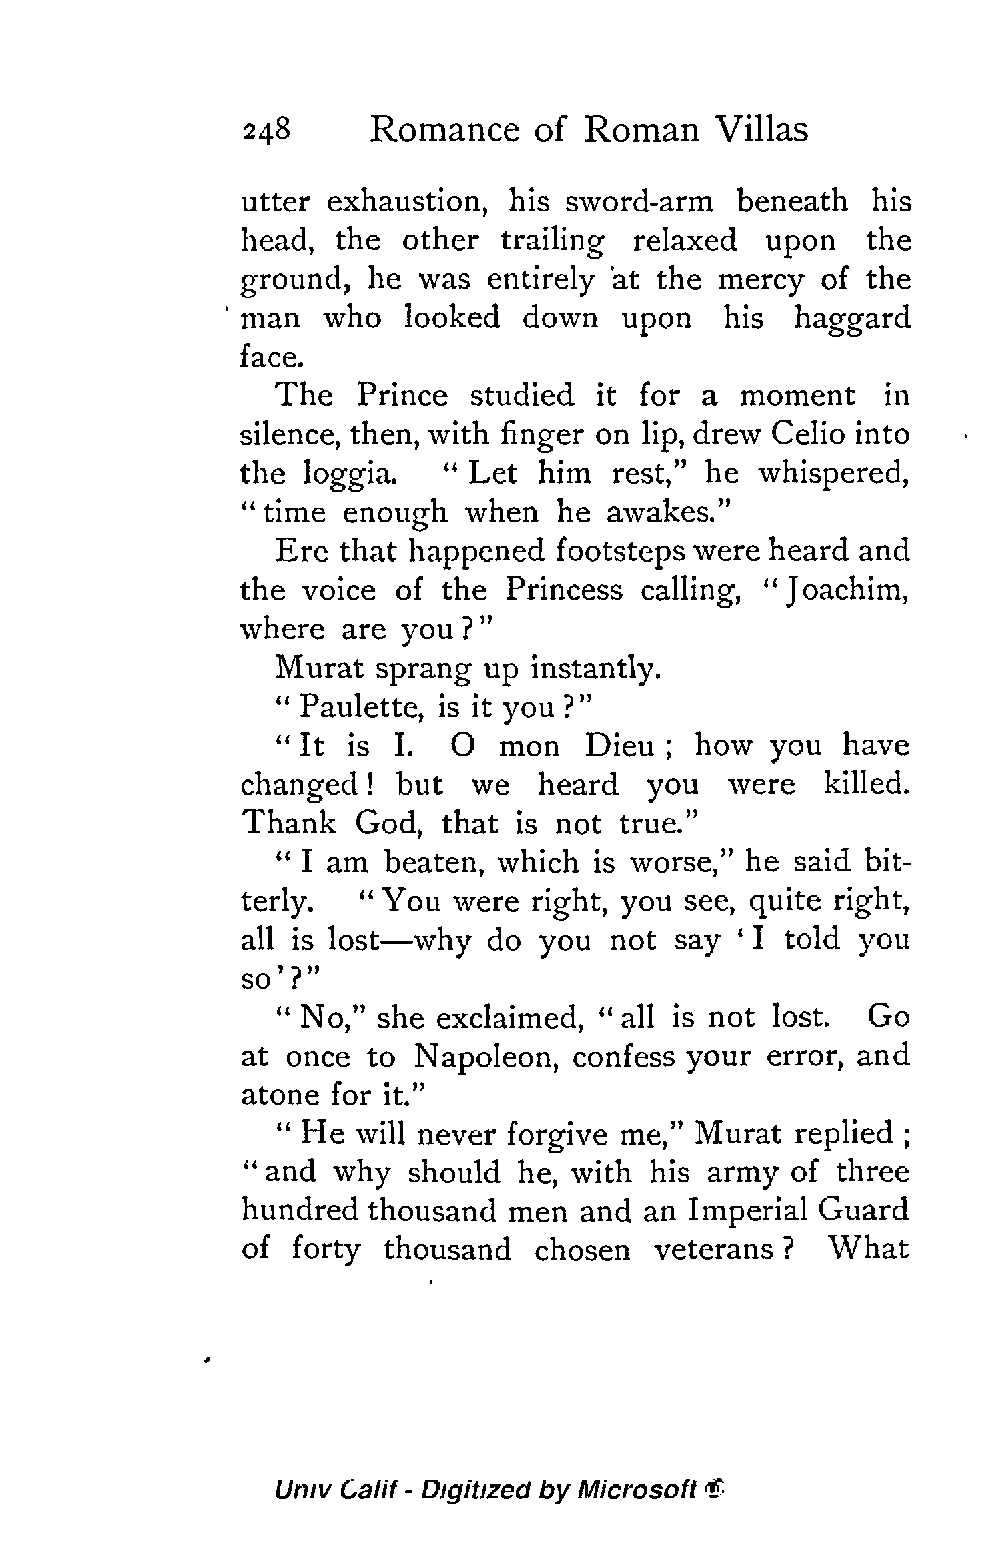 248 Romance of Roman Villas
utter exhaustion, his sword-arm beneath his
head, the other trailing relaxed upon the
ground, he was entirely at the mercy of the
man who looked down upon his haggard
face.
The Prince studied it for a moment in
silence, then, with finger on lip, drew Celio into
the loggia. “Let him rest,” he whispered,
“time enough when he awakes.”
Ere that happened footsteps were heard and
the voice of the Princess calling, “Joachim,
where are you?”
Murat sprang up instantly.
“Paulette, is it you?”
“It is I. O mon Dieu; how you have
changed! but we heard you were killed.
Thank God, that is not true.”
“I am beaten, which is worse,” he said bit-
terly. “You were right, you see, quite right,
all is lost—why do you not say ‘I told you
so’?”
“No,” she exclaimed, “all is not lost. Go
at once to Napoleon, confess your error, and
atone for it.”
“He will never forgive me,” Murat replied;
“and why should he, with his army of three
hundred thousand men and an Imperial Guard
of forty thousand chosen veterans? What
Univ Calif - Digitized by Microsoft ®